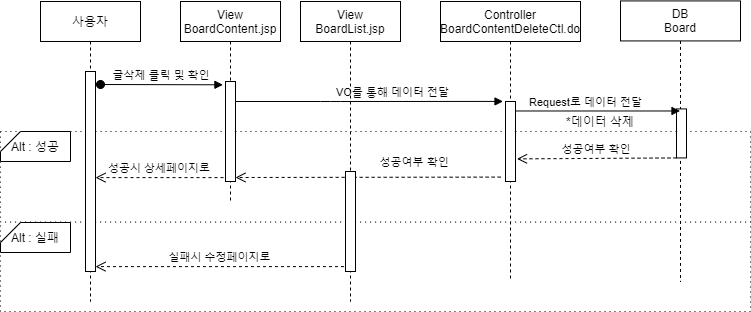 사용자
View
BoardContent.jsp
View
BoardList.jsp
Controller
BoardContentDeleteCtl.do
DB
Board
글삭제 클릭 및 확인
VO를 통해 데이터 전달
Request로 데이터 전달
*데이터 삭제
Alt : 성공
성공여부 확인
성공여부 확인
성공시 상세페이지로
Alt : 실패
실패시 수정페이지로